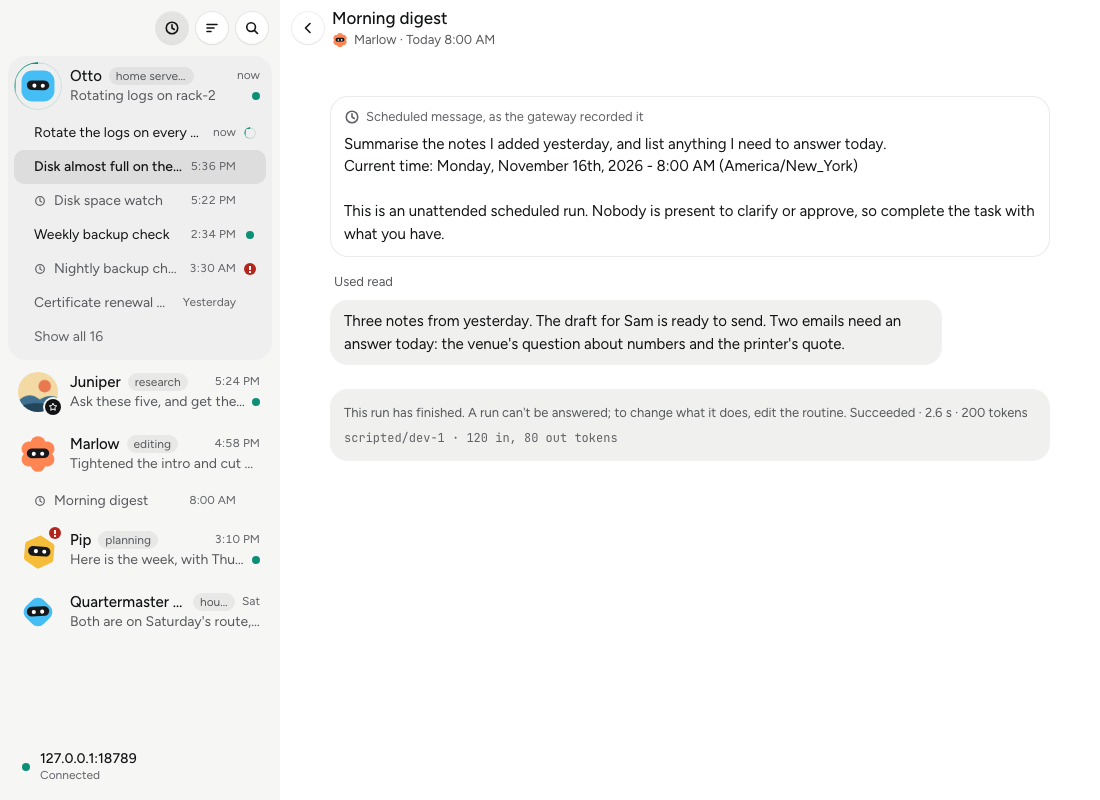 Otto
home serve...
now
Rotating logs on rack-2
Rotate the logs on every ...
now
Disk almost full on the...
5:36 PM
Disk space watch
5:22 PM
Weekly backup check
2:34 PM
Nightly backup ch...
3:30 AM
Certificate renewal ...
Yesterday
Show all 16
Juniper
research
5:24 PM
Ask these five, and get the...
Marlow
editing
4:58 PM
Tightened the intro and cut ...
Morning digest
8:00 AM
Pip
planning
3:10 PM
Here is the week, with Thu...
Quartermaster ...
hou...
Sat
Both are on Saturday's route,...
127.0.0.1:18789
Connected
Morning digest
Marlow · Today 8:00 AM
Scheduled message, as the gateway recorded it
Summarise the notes I added yesterday, and list anything I need to answer today.
Current time: Monday, November 16th, 2026 - 8:00 AM (America/New_York)
This is an unattended scheduled run. Nobody is present to clarify or approve, so complete the task with
what you have.
Used read
Three notes from yesterday. The draft for Sam is ready to send. Two emails need an
answer today: the venue's question about numbers and the printer's quote.
This run has finished. A run can't be answered; to change what it does, edit the routine. Succeeded · 2.6 s · 200 tokens
scripted/dev-1 · 120 in, 80 out tokens